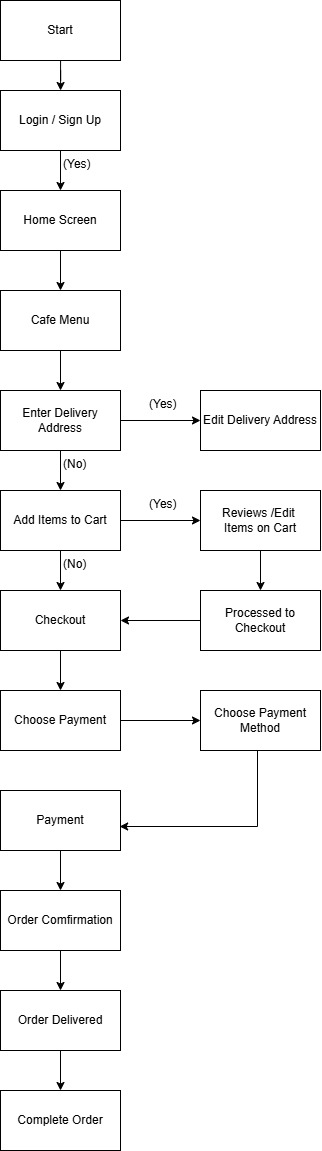 Start
Login / Sign Up
(Yes)
Home Screen
Cafe Menu
Enter Delivery
Address
(Yes)
Edit Delivery Address
(No)
Add Items to Cart
(Yes)
Reviews /Edit
Items on Cart
(No)
Checkout
Processed to
Checkout
Choose Payment
Choose Payment
Method
Payment
Order Comfirmation
Order Delivered
Complete Order